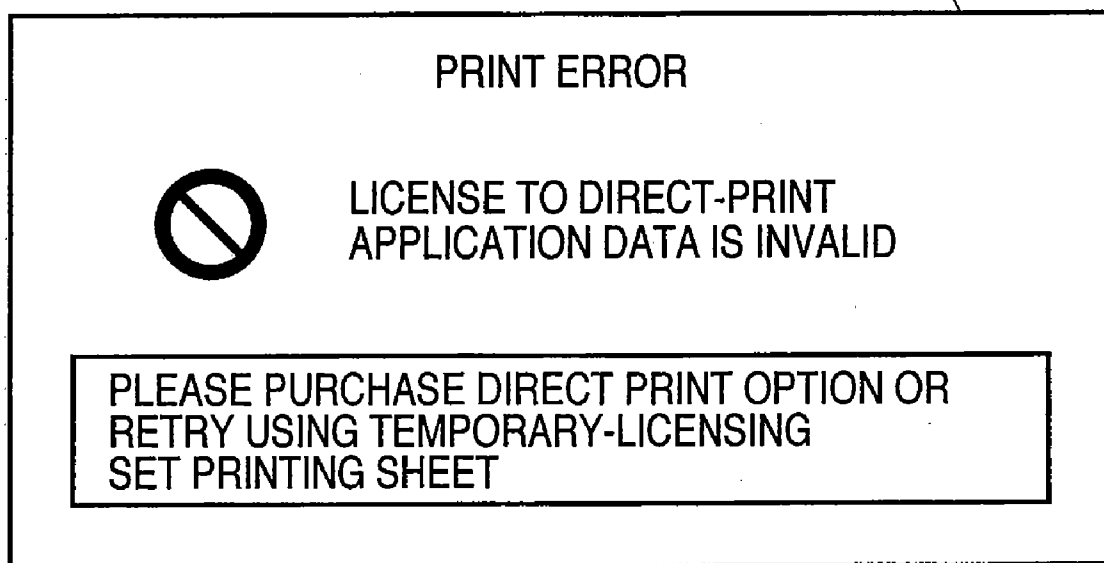 PRINT ERROR
LICENSE TO DIRECT-PRINT
APPLICATION DATA IS INVALID
PLEASE PURCHASE DIRECT PRINT OPTION OR
RETRY USING TEMPORARY-LICENSING
SET PRINTING SHEET